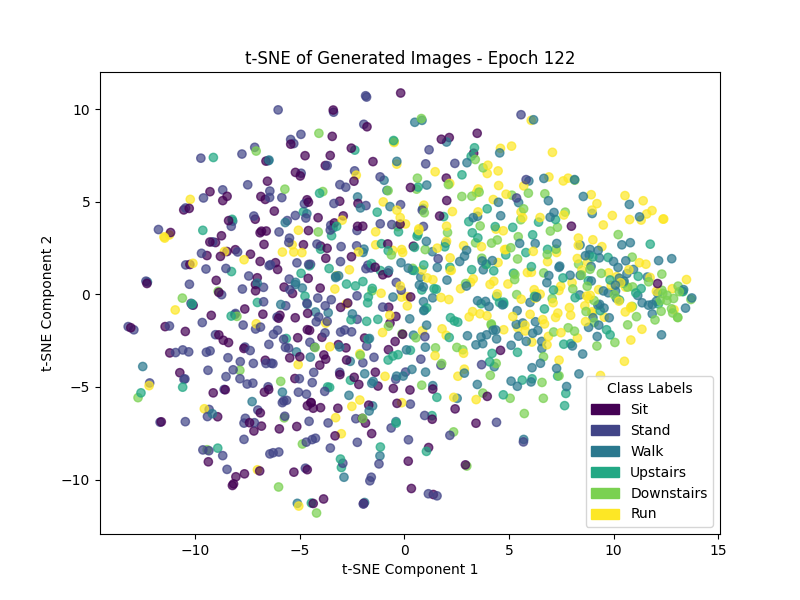 t-SNE of Generated Images - Epoch 122
10
5
0
−5
−10
t-SNE Component 2
−10
−5
0
5
10
15
t-SNE Component 1
Class Labels
Sit
Stand
Walk
Upstairs
Downstairs
Run